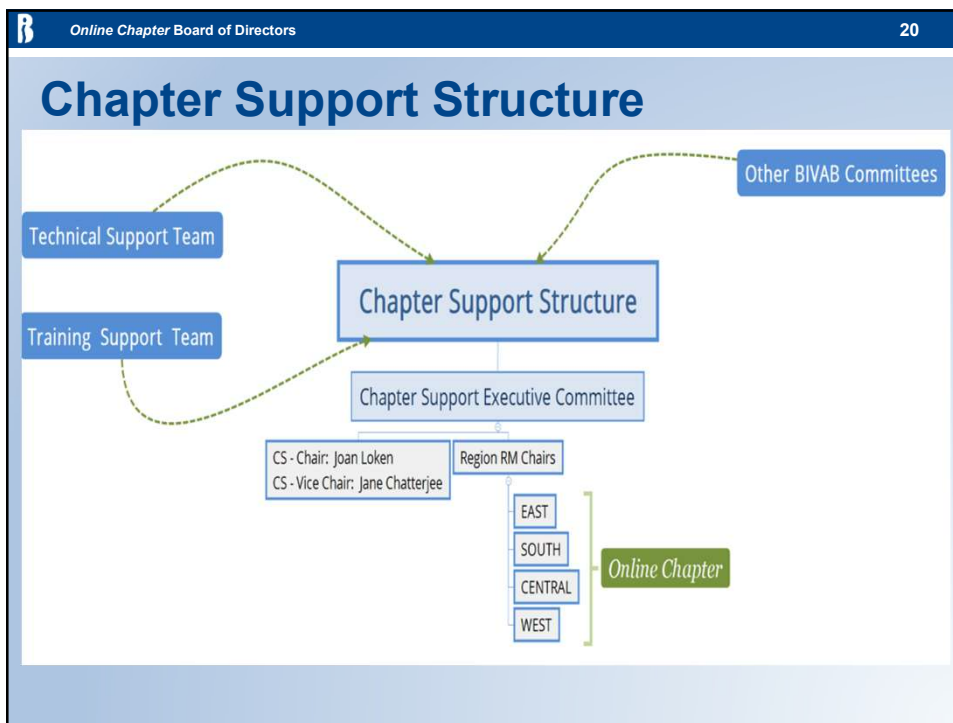 Online Chapter Board of Directors
20
Chapter Support Structure
Other BIVAB Committees
Technical Support Team
Chapter Support Structure
Training Support Team
Chapter Support Executive Committee
CS - Chair: Joan Loken
CS - Vice Chair: Jane Chatterjee
Region RM Chairs
EAST
SOUTH
CENTRAL
WEST
Online Chapter